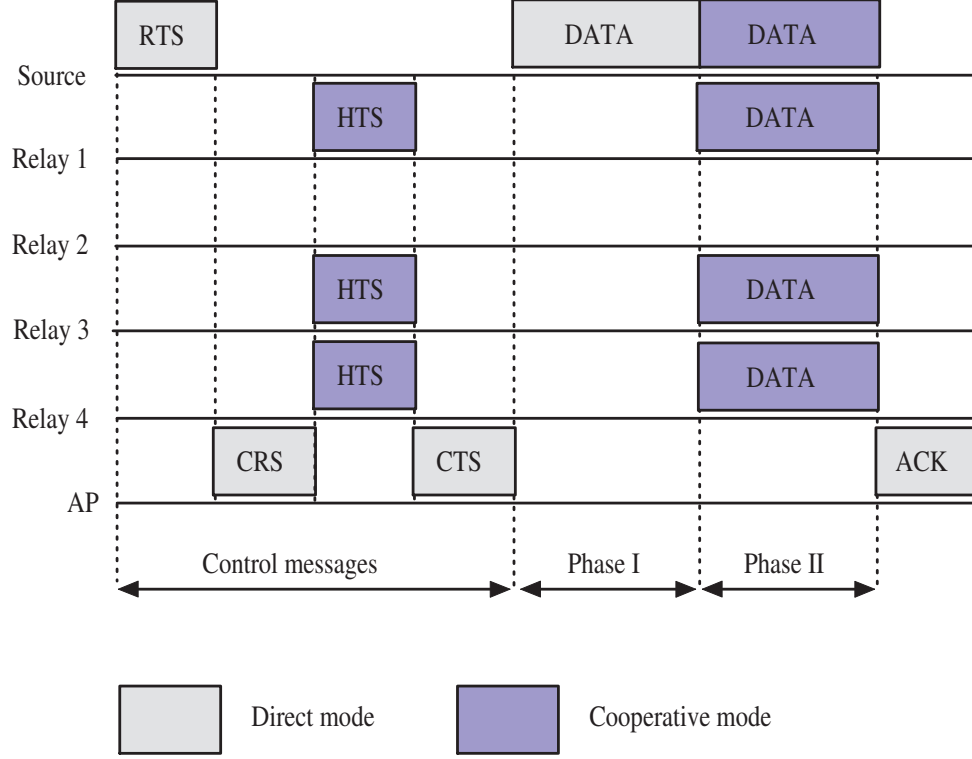 RTS DATA DATA
Source
HTS DATA
Relay 1
Relay 2
HTS DATA
Relay 3
HTS DATA
Relay 4
CRS CTS ACK
AP
Control messages Phase I Phase II
Direct mode Cooperative mode